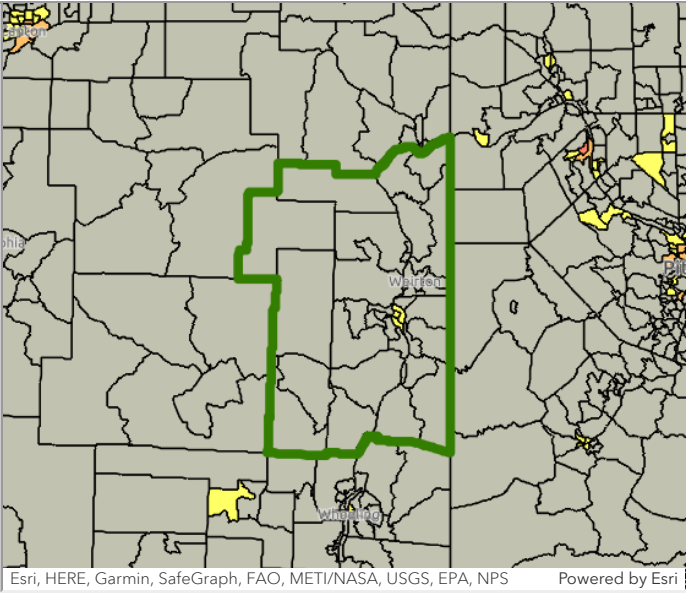 Weirton
Wheeling
Esri, HERE, Garmin, SafeGraph, FAO, METI/NASA, USGS, EPA, NPS
Powered by Esri